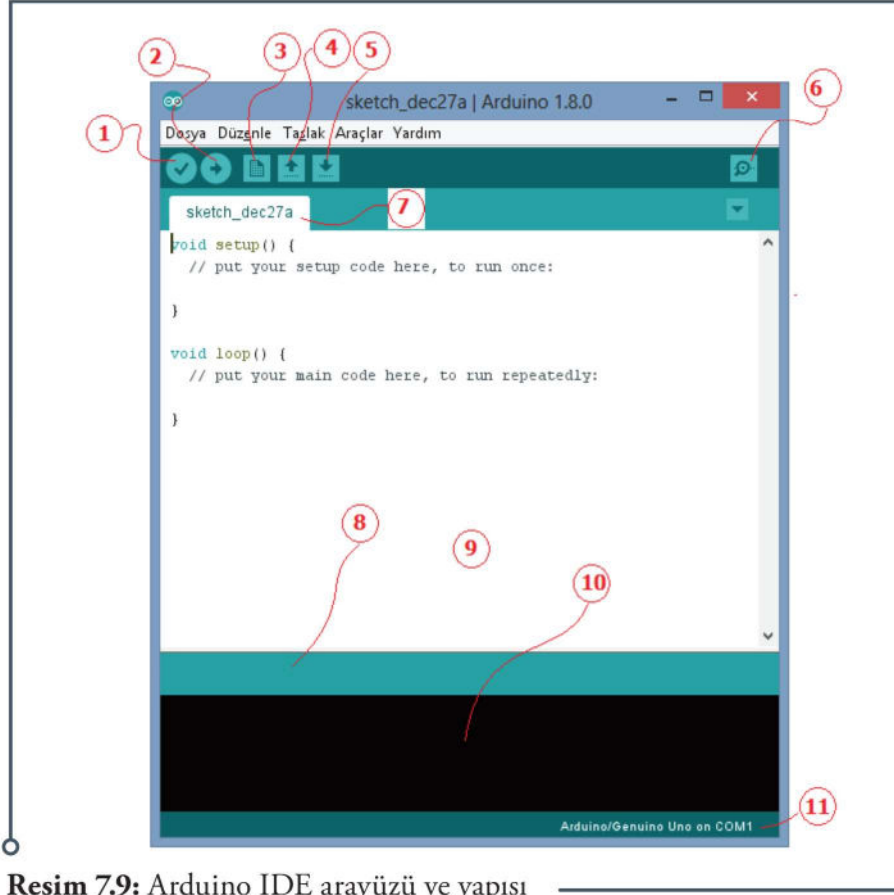 3 4 5
2
6
sketch_dec27a | Arduino 1.8.0
1
Dosya Düzenle Taslak Araçlar Yardım
7
sketch_dec27a
void setup() {
// put your setup code here, to run once:
}
void loop() {
// put your main code here, to run repeatedly:
}
8
9
10
11
Arduino/Genuino Uno on COM1
Resim 7.9: Arduino IDE arayüzü ve yapısı